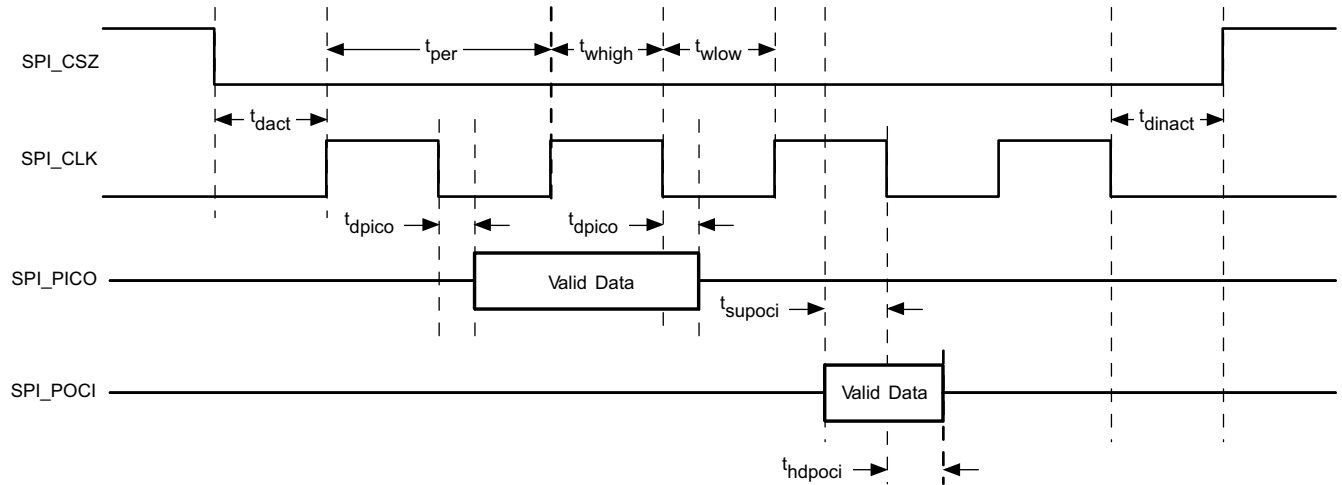 SPI_CSZ
tper
twhigh
twlow
tdact
tdinact
SPI_CLK
tdpico
tdpico
SPI_PICO
Valid Data
tsupoci
SPI_POCI
Valid Data
thdpoci